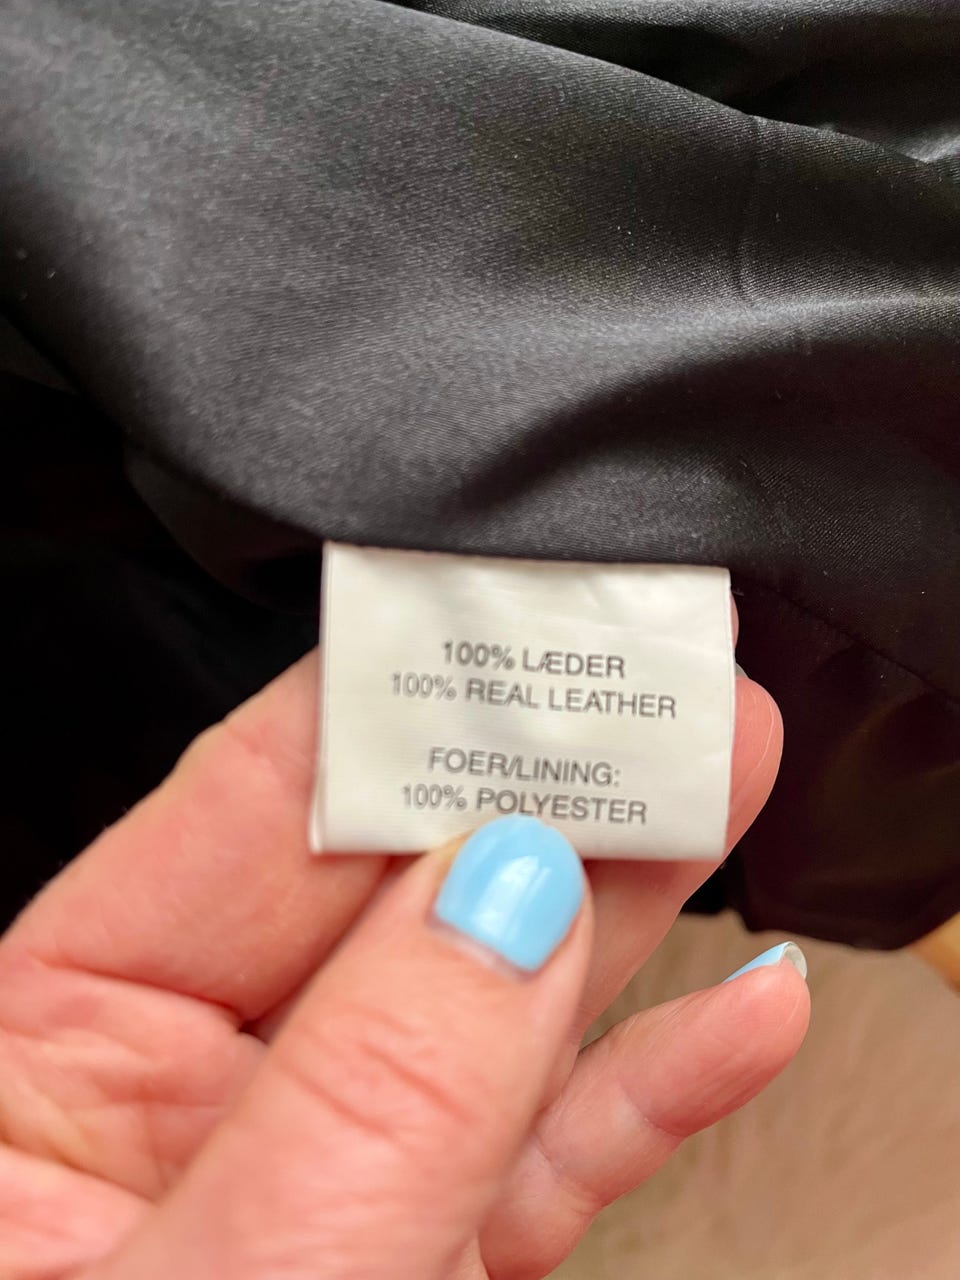 100% LÆDER
100% REAL LEATHER
FOER/LINING:
100% POLYESTER